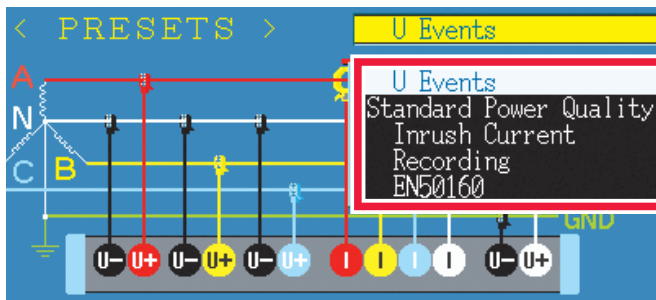 < PRESETS >
U Events
U Events
Standard Power Quality
Inrush Current
Recording
EN50160
A
N
C
B
GND
U- U+ U- U+ U- U+ I I I I U- U+